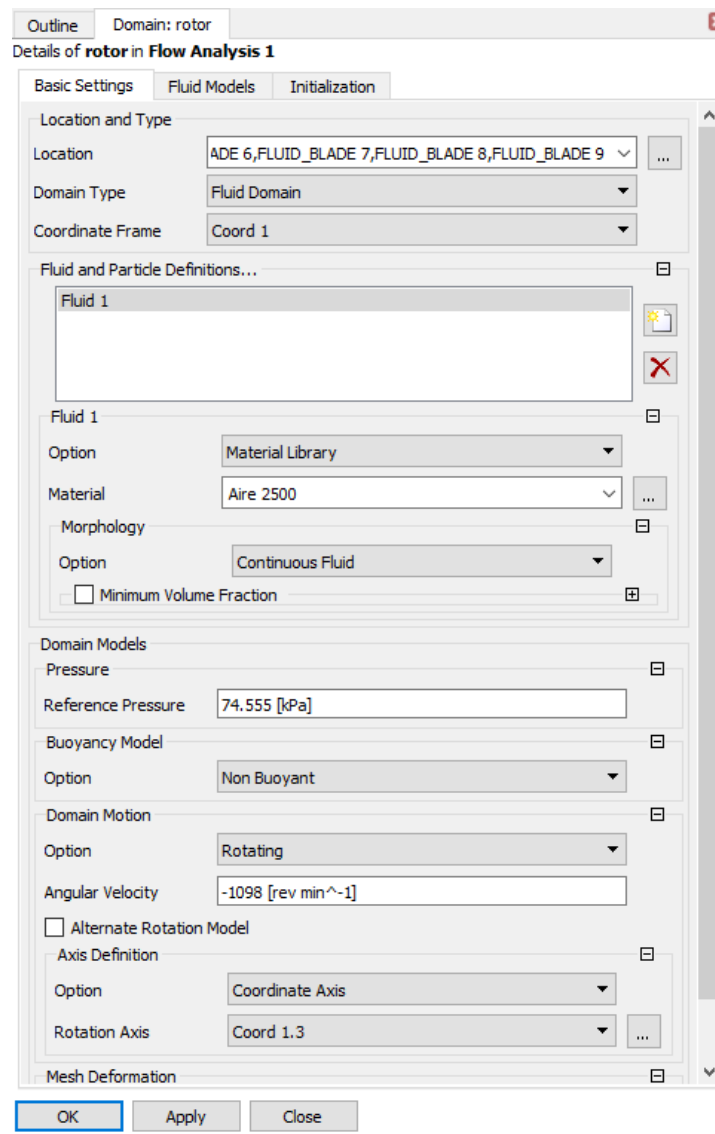 Outline Domain: rotor
Details of rotor in Flow Analysis 1
Basic Settings Fluid Models Initialization
Location and Type
Location ADE 6,FLUID_BLADE 7,FLUID_BLADE 8,FLUID_BLADE 9 ...
Domain Type Fluid Domain
Coordinate Frame Coord 1
Fluid and Particle Definitions...
Fluid 1
Fluid 1
Option Material Library
Material Aire 2500 ...
Morphology
Option Continuous Fluid
Minimum Volume Fraction
Domain Models
Pressure
Reference Pressure 74.555 [kPa]
Buoyancy Model
Option Non Buoyant
Domain Motion
Option Rotating
Angular Velocity -1098 [rev min^-1]
Alternate Rotation Model
Axis Definition
Option Coordinate Axis
Rotation Axis Coord 1.3 ...
Mesh Deformation
OK Apply Close